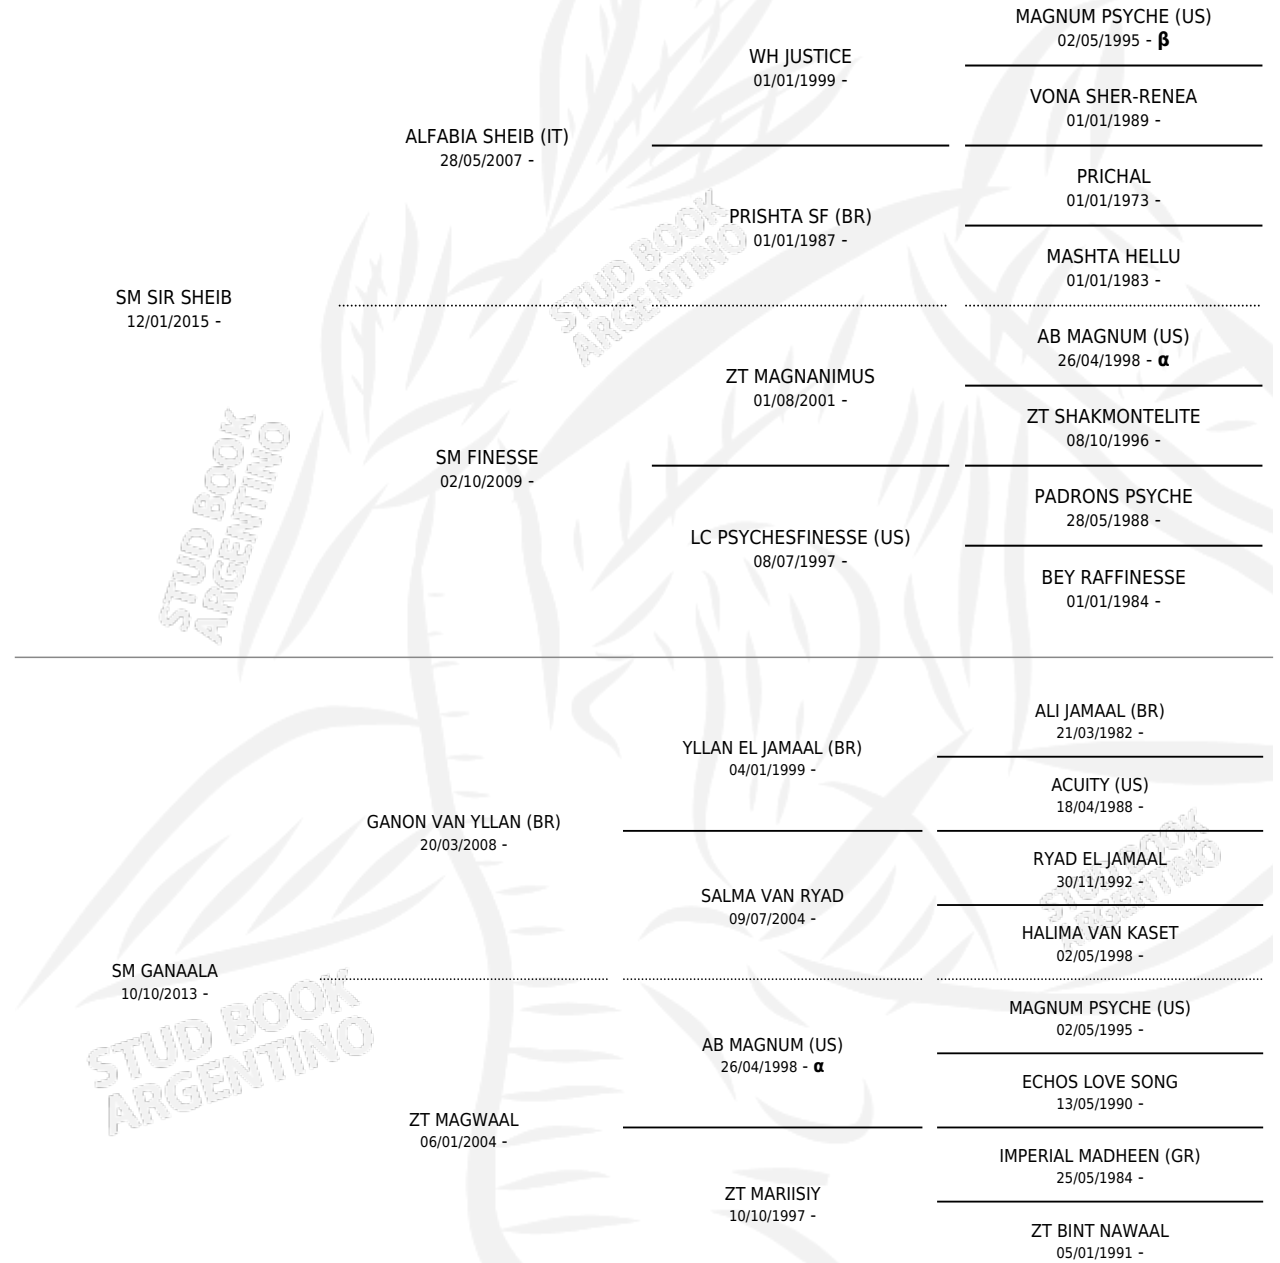 MAGNUM PSYCHE (US)
02/05/1995 - β
WH JUSTICE
01/01/1999 -
VONA SHER-RENEA
01/01/1989 -
ALFABIA SHEIB (IT)
28/05/2007 -
PRICHAL
01/01/1973 -
PRISHTA SF (BR)
01/01/1987 -
MASHTA HELLU
01/01/1983 -
SM SIR SHEIB
12/01/2015 -
STUD BOOK
ARGENTINO
AB MAGNUM (US)
26/04/1998 - α
ZT MAGNANIMUS
01/08/2001 -
ZT SHAKMONTELITE
08/10/1996 -
SM FINESSE
02/10/2009 -
STUD BOOK
ARGENTINO
PADRONS PSYCHE
28/05/1988 -
LC PSYCHESFINESSE (US)
08/07/1997 -
BEY RAFFINESSE
01/01/1984 -
ALI JAMAAL (BR)
21/03/1982 -
YLLAN EL JAMAAL (BR)
04/01/1999 -
ACUITY (US)
18/04/1988 -
GANON VAN YLLAN (BR)
20/03/2008 -
RYAD EL JAMAAL
30/11/1992 -
STUD BOOK
ARGENTINO
SALMA VAN RYAD
09/07/2004 -
HALIMA VAN KASET
02/05/1998 -
SM GANAALA
10/10/2013 -
STUD BOOK
ARGENTINO
MAGNUM PSYCHE (US)
02/05/1995 -
AB MAGNUM (US)
26/04/1998 - α
ECHOS LOVE SONG
13/05/1990 -
ZT MAGWAAL
06/01/2004 -
IMPERIAL MADHEEN (GR)
25/05/1984 -
ZT MARIISIY
10/10/1997 -
ZT BINT NAWAAL
05/01/1991 -